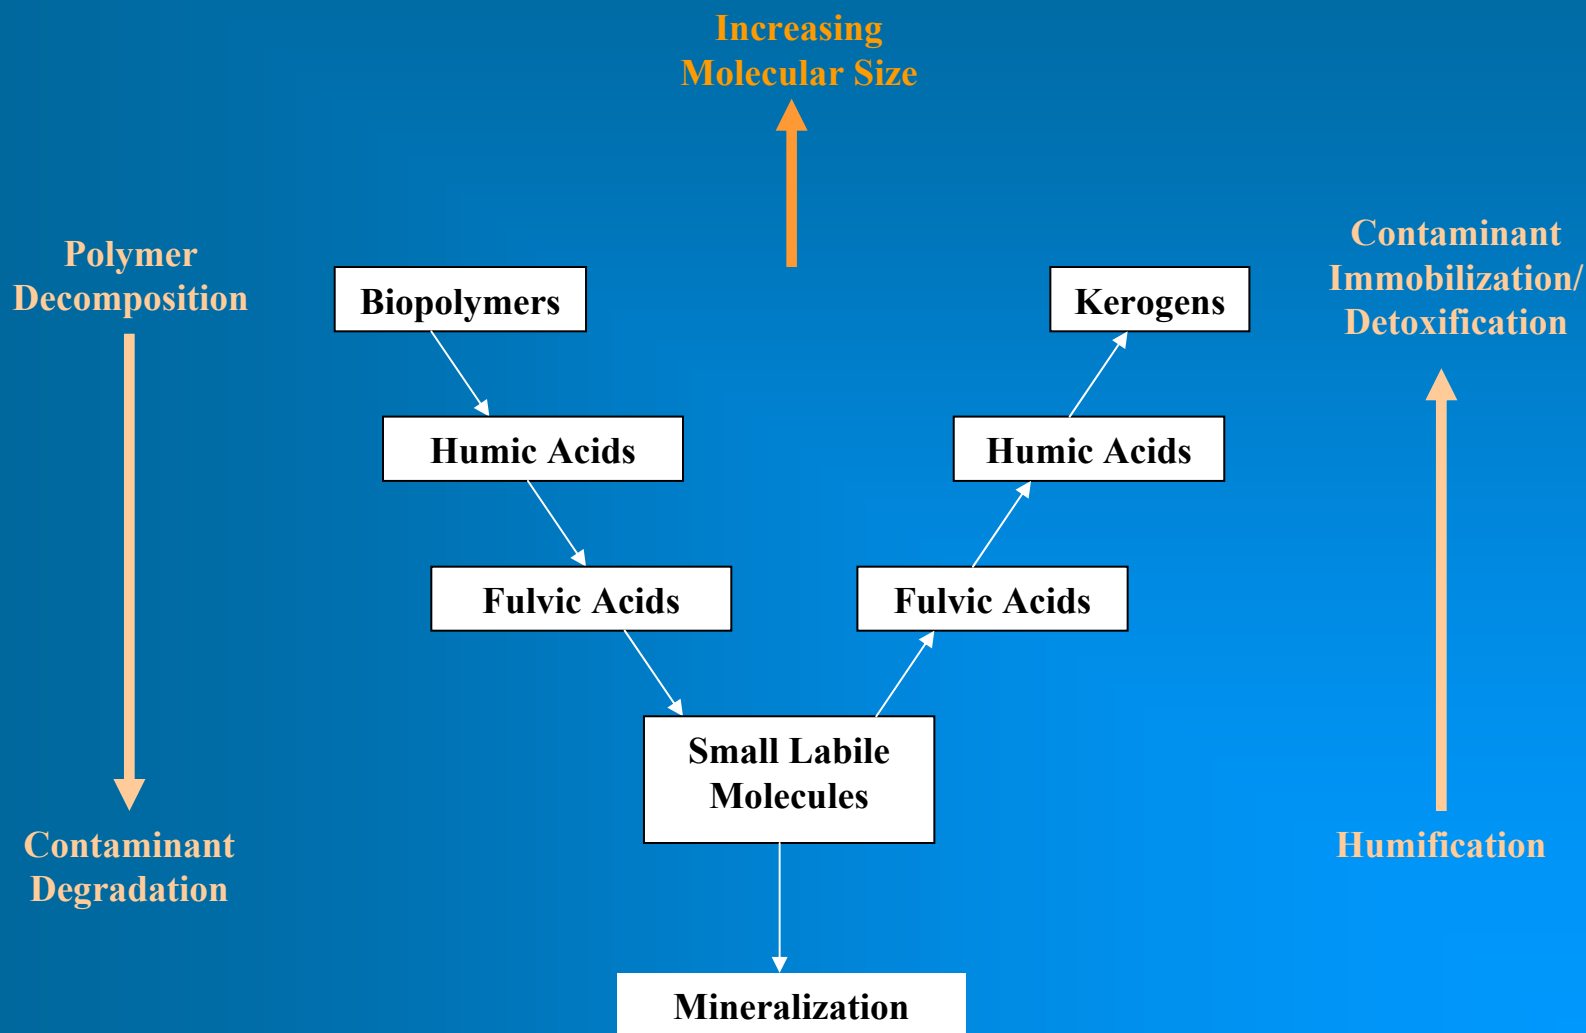 Increasing
Molecular Size
Polymer
Decomposition
Contaminant
Immobilization/
Detoxification
Biopolymers
Kerogens
Humic Acids
Humic Acids
Fulvic Acids
Fulvic Acids
Small Labile
Molecules
Contaminant
Degradation
Humification
Mineralization